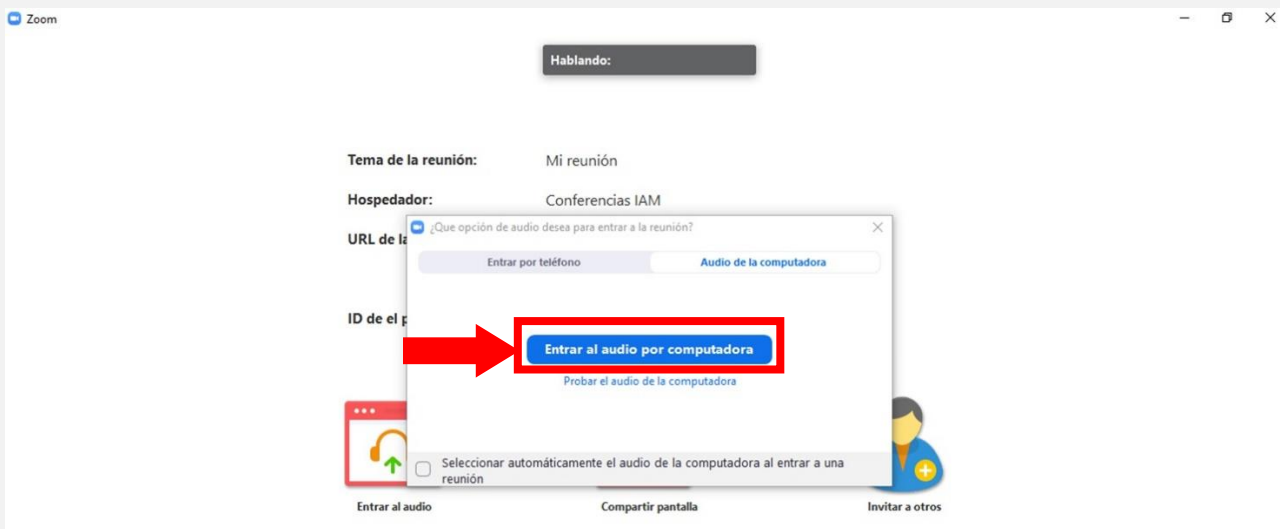 Zoom
Hablando:
Tema de la reunión: Mi reunión
Hospedador: Conferencias IAM
¿Que opción de audio desea para entrar a la reunión?
URL de la
Entrar por teléfono Audio de la computadora
ID de el p
Entrar al audio por computadora
Probar el audio de la computadora
Seleccionar automáticamente el audio de la computadora al entrar a una
reunión
Entrar al audio Compartir pantalla Invitar a otros